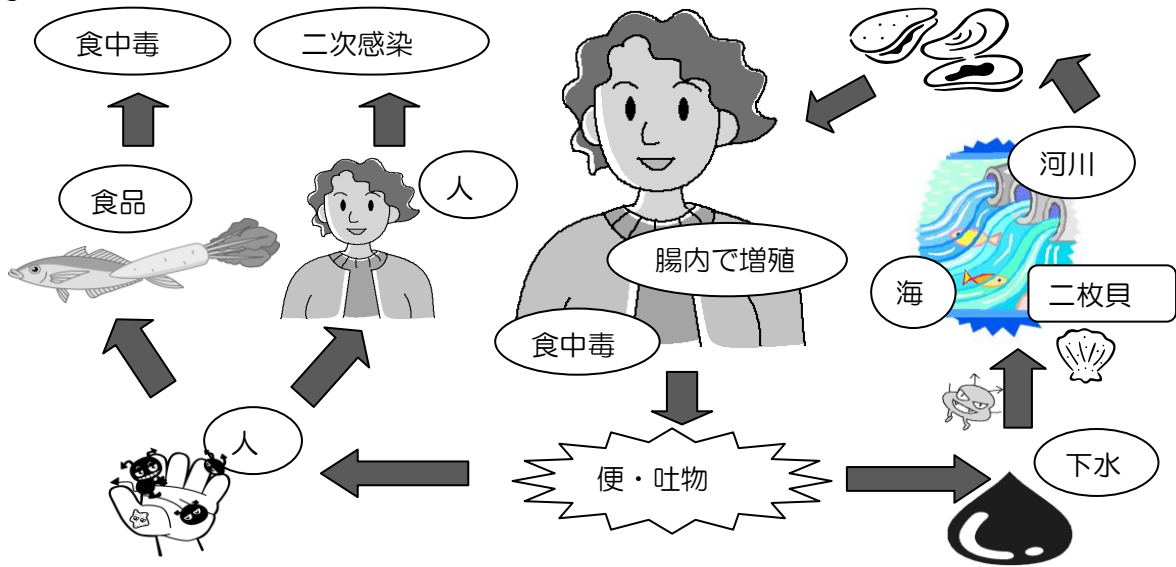 食中毒
二次感染
食品
人
河川
腸内で増殖
海
二枚貝
食中毒
人
便・吐物
下水